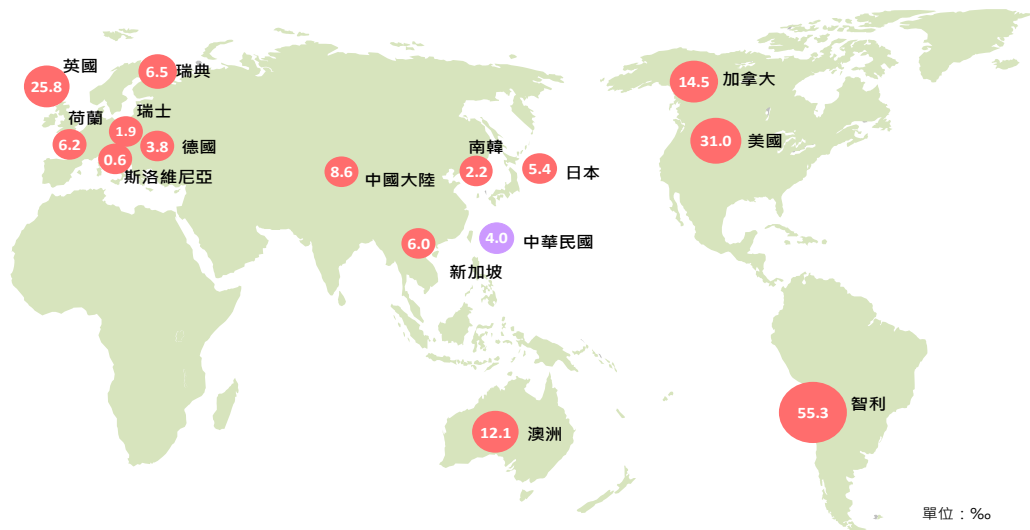 英國
25.8
6.5 瑞典
荷蘭
6.2
瑞士
1.9
3.8 德國
0.6
斯洛維尼亞
8.6 中國大陸
南韓
2.2
5.4 日本
6.0
新加坡
4.0 中華民國
12.1 澳洲
14.5 加拿大
31.0 美國
55.3 智利
單位：‰